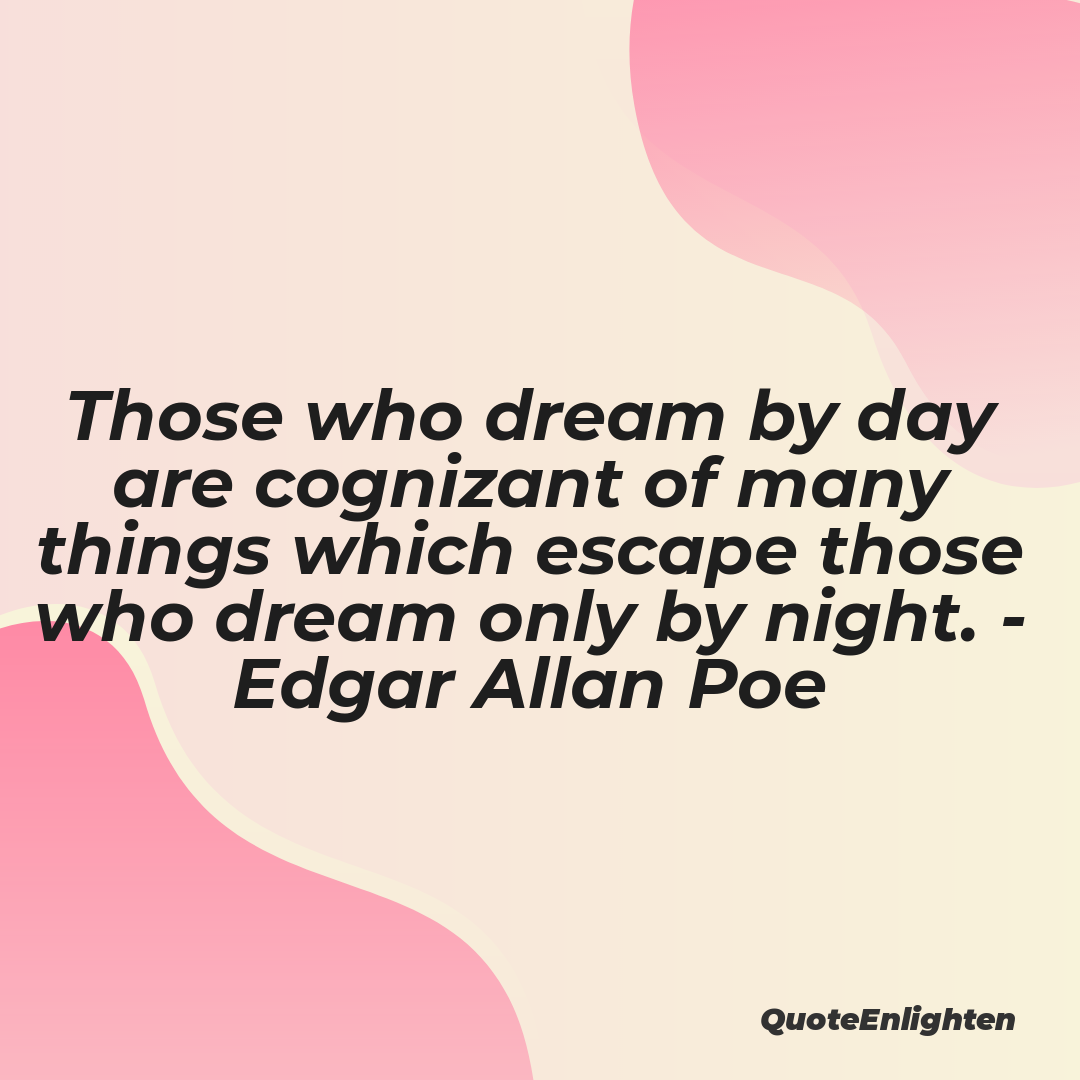 Those who dream by day
are cognizant of many
things which escape those
who dream only by night. -
Edgar Allan Poe
QuoteEnlighten